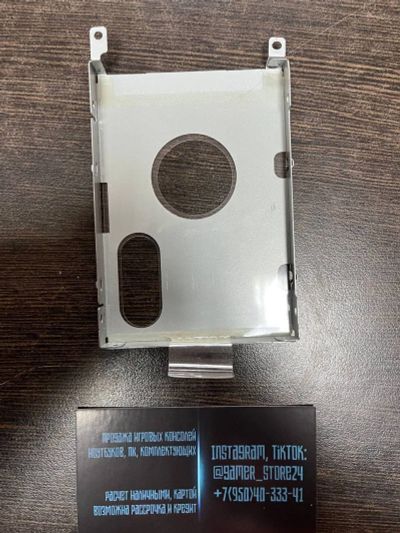 ПРОДАЖА ИГРОВЫХ КОНСОЛЕЙ
НОУТБУКОВ, ПК, КОМПЛЕКТУЮЩИХ
РАСЧЕТ НАЛИЧНЫМИ, КАРТОЙ
ВОЗМОЖНА РАССРОЧКА И КРЕДИТ
INSTAGRAM, TIKTOK:
@GAMER_STORE24
+7(950)40-333-41